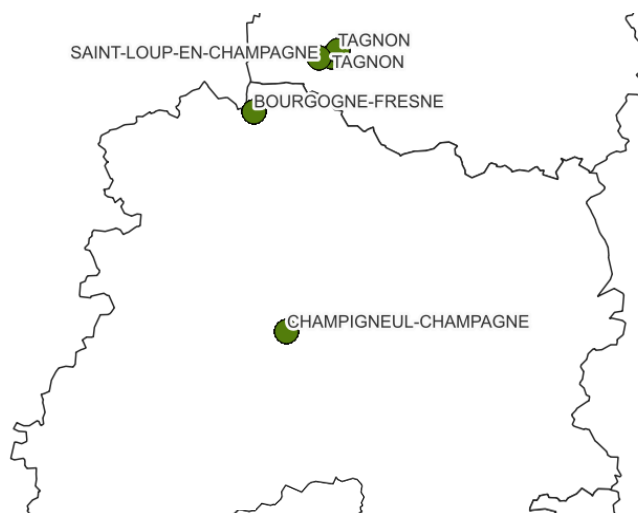 TAGNON
SAINT-LOUP-EN-CHAMPAGNE
TAGNON
BOURGOGNE-FRESNE
CHAMPIGNEUL-CHAMPAGNE